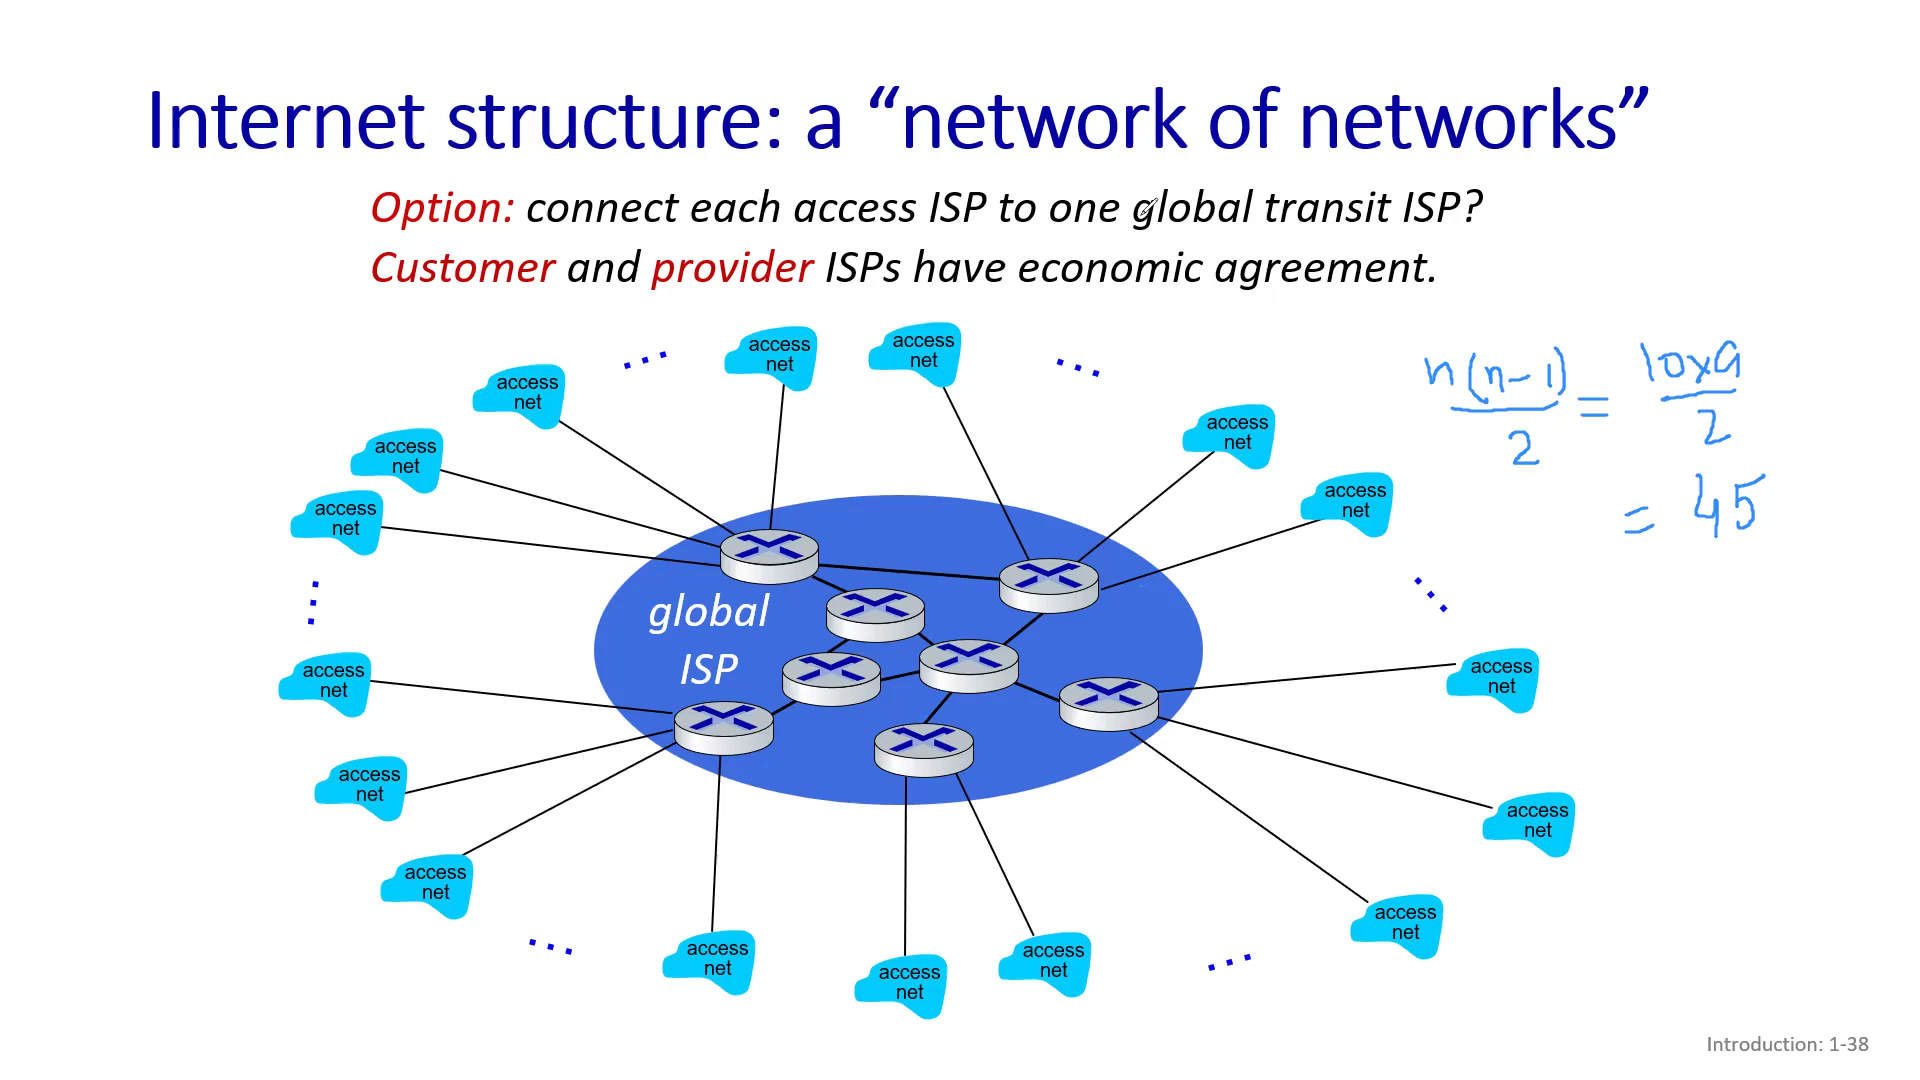 Internet structure: a “network of networks”
Option: connect each access ISP to one global transit ISP?
Customer and provider ISPs have economic agreement.
access
net
access
net
access
net
access
net
access
net
access
net
access
net
n(n-1)
2
=
10x9
2
= 45
global
ISP
access
net
access
net
access
net
access
net
access
net
access
net
access
net
access
net
access
net
access
net
Introduction: 1-38